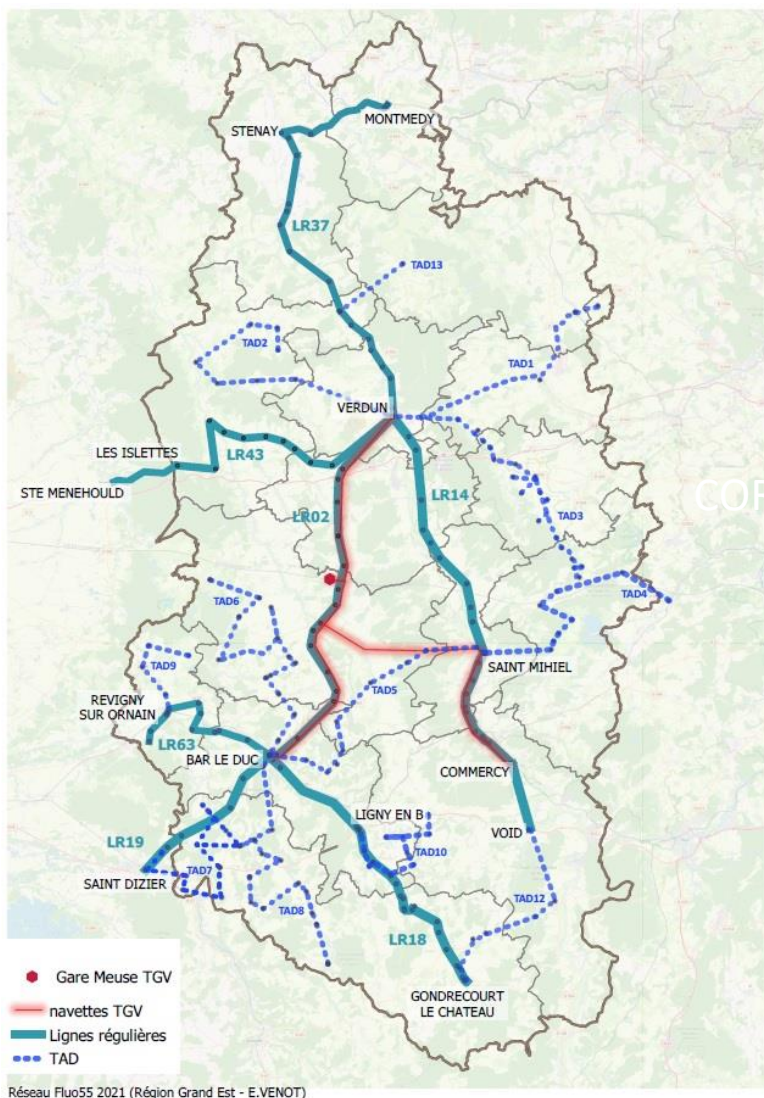 MONTMEDY
STENAY
LR37
TAD13
TAD2
TAD1
VERDUN
LES ISLETTES
LR43
STE MENEHOULD
LR14
LR02
TAD3
TAD6
TAD4
TAD9
SAINT MIHIEL
TAD5
REVIGNY
SUR ORNAIN
LR63
BAR LE DUC
COMMERCY
LIGNY EN B
VOID
LR19
TAD10
SAINT DIZIER
TAD7
TAD12
TAD8
LR18
GONDRECOURT
LE CHATEAU
Gare Meuse TGV
navettes TGV
Lignes régulières
TAD
Réseau Fluo55 2021 (Région Grand Est - E.VENOT)